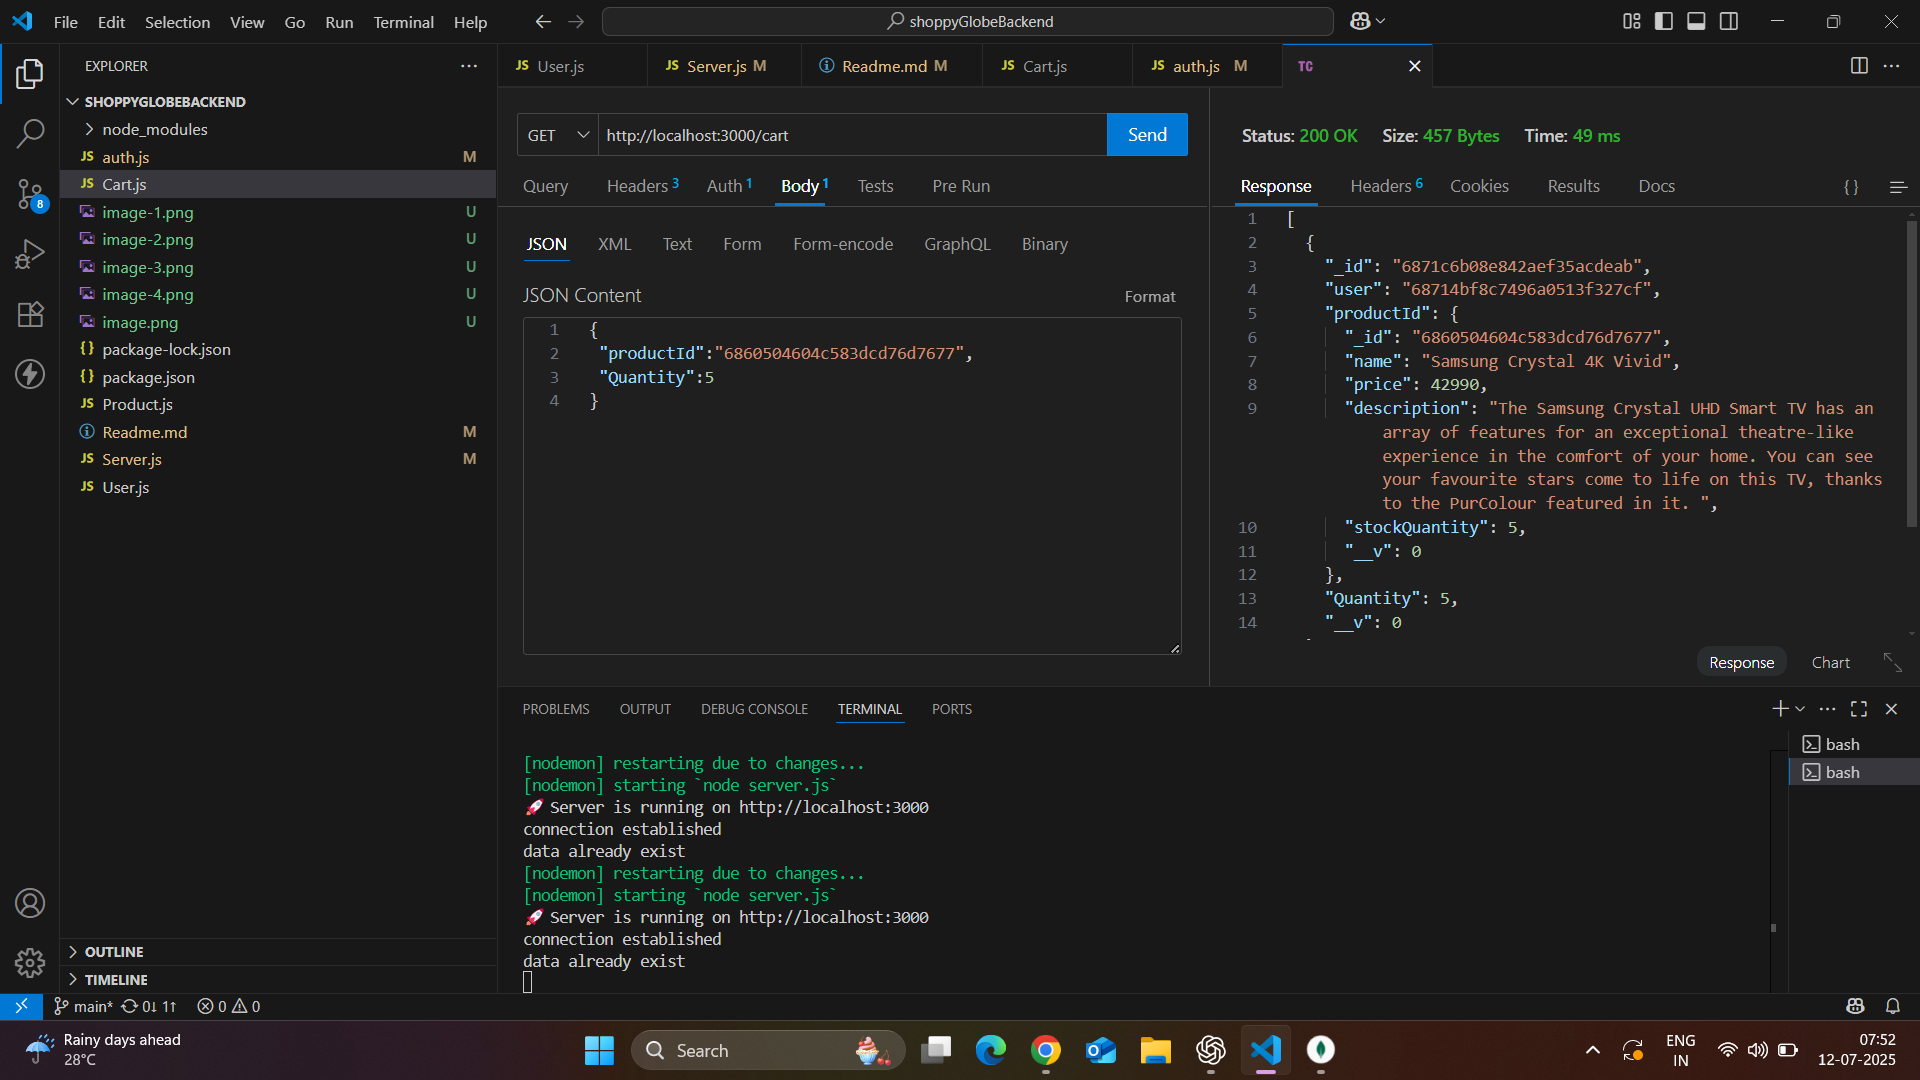 File Edit Selection View Go Run Terminal Help
shoppyGlobeBackend
EXPLORER
SHOPPYGLOBEBACKEND
node_modules
JS auth.js M
JS Cart.js
image-1.png U
image-2.png U
image-3.png U
image-4.png U
image.png U
{} package-lock.json
{} package.json
JS Product.js
Readme.md M
JS Server.js M
JS User.js
OUTLINE
TIMELINE
8
JS User.js
JS Server.js M
Readme.md M
JS Cart.js
JS auth.js M
TC
GET http://localhost:3000/cart Send
Query Headers 3 Auth 1 Body 1 Tests Pre Run
JSON XML Text Form Form-encode GraphQL Binary
JSON Content Format
1 {
2 "productId":"6860504604c583dcd76d7677",
3 "Quantity":5
4 }
Status: 200 OK Size: 457 Bytes Time: 49 ms
Response Headers 6 Cookies Results Docs { }
1 [
2 {
3 "_id": "6871c6b08e842aef35acdeab",
4 "user": "68714bf8c7496a0513f327cf",
5 "productId": {
6 "_id": "6860504604c583dcd76d7677",
7 "name": "Samsung Crystal 4K Vivid",
8 "price": 42990,
9 "description": "The Samsung Crystal UHD Smart TV has an
array of features for an exceptional theatre-like
experience in the comfort of your home. You can see
your favourite stars come to life on this TV, thanks
to the PurColour featured in it. ",
10 "stockQuantity": 5,
11 "__v": 0
12 },
13 "Quantity": 5,
14 "__v": 0
Response Chart
PROBLEMS OUTPUT DEBUG CONSOLE TERMINAL PORTS
[nodemon] restarting due to changes...
[nodemon] starting `node server.js`
🚀 Server is running on http://localhost:3000
connection established
data already exist
[nodemon] restarting due to changes...
[nodemon] starting `node server.js`
🚀 Server is running on http://localhost:3000
connection established
data already exist
bash
bash
main* 0↓ 1↑ 0 0
Rainy days ahead
28°C
Search
ENG
IN
07:52
12-07-2025